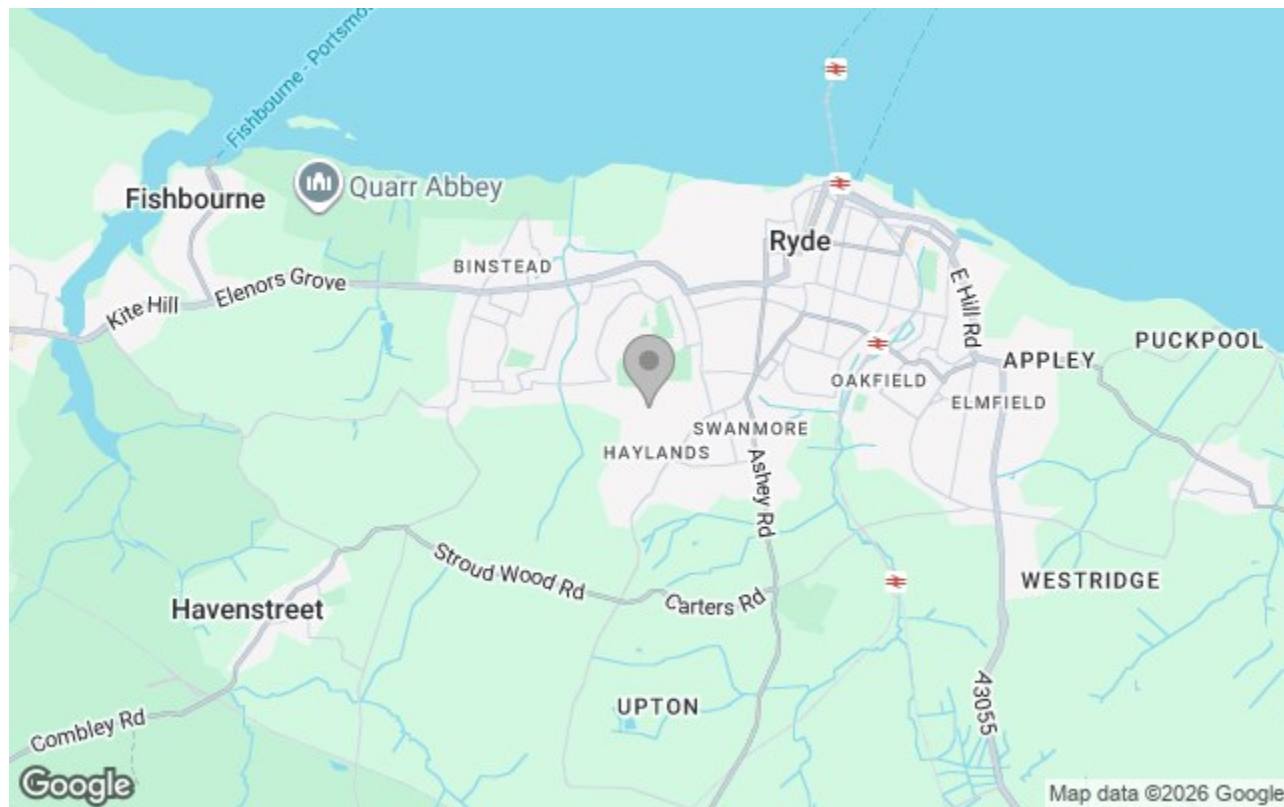 Fishbourne - Portsmou
Quarr Abbey
Fishbourne
Ryde
BINSTEAD
Elenors Grove
Kite Hill
E Hill Rd
PUCKPOOL
APPLEY
OAKFIELD
ELMFIELD
SWANMORE
HAYLANDS
Ashey Rd
Stroud Wood Rd
WESTRIDGE
Carters Rd
Havenstreet
UPTON
A3055
Combley Rd
Google
Map data ©2026 Google